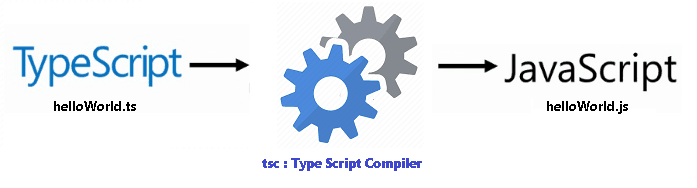 TypeScript
helloWorld.ts
tsc : Type Script Compiler
JavaScript
helloWorld.js